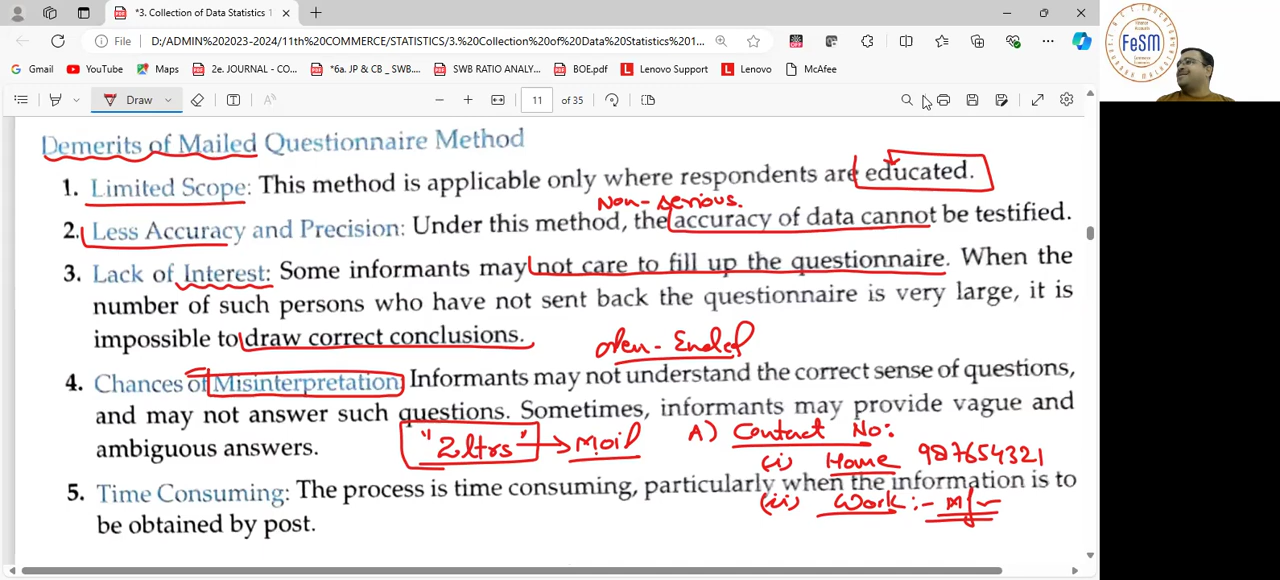 *3. Collection of Data Statistics 1
File D:/ADMIN%202023-2024/11th%20COMMERCE/STATISTICS/3.%20Collection%20of%20Data%20Statistics%201...
Gmail YouTube Maps 2e. JOURNAL - CO... *6a. JP & CB _ SWB.... SWB RATIO ANALY... BOE.pdf Lenovo Support Lenovo McAfee
Draw 11 of 35
FeSM
Demerits of Mailed Questionnaire Method
1. Limited Scope: This method is applicable only where respondents are educated.
Non-serious.
2. Less Accuracy and Precision: Under this method, the accuracy of data cannot be testified.
3. Lack of Interest: Some informants may not care to fill up the questionnaire. When the
number of such persons who have not sent back the questionnaire is very large, it is
impossible to draw correct conclusions.
open-Ended
4. Chances of Misinterpretation Informants may not understand the correct sense of questions,
and may not answer such questions. Sometimes, informants may provide vague and
ambiguous answers.
"2 ltrs" → A) Contact No:
(i) Home 987654321
5. Time Consuming: The process is time consuming, particularly when the information is to
(ii) Work :-
be obtained by post.